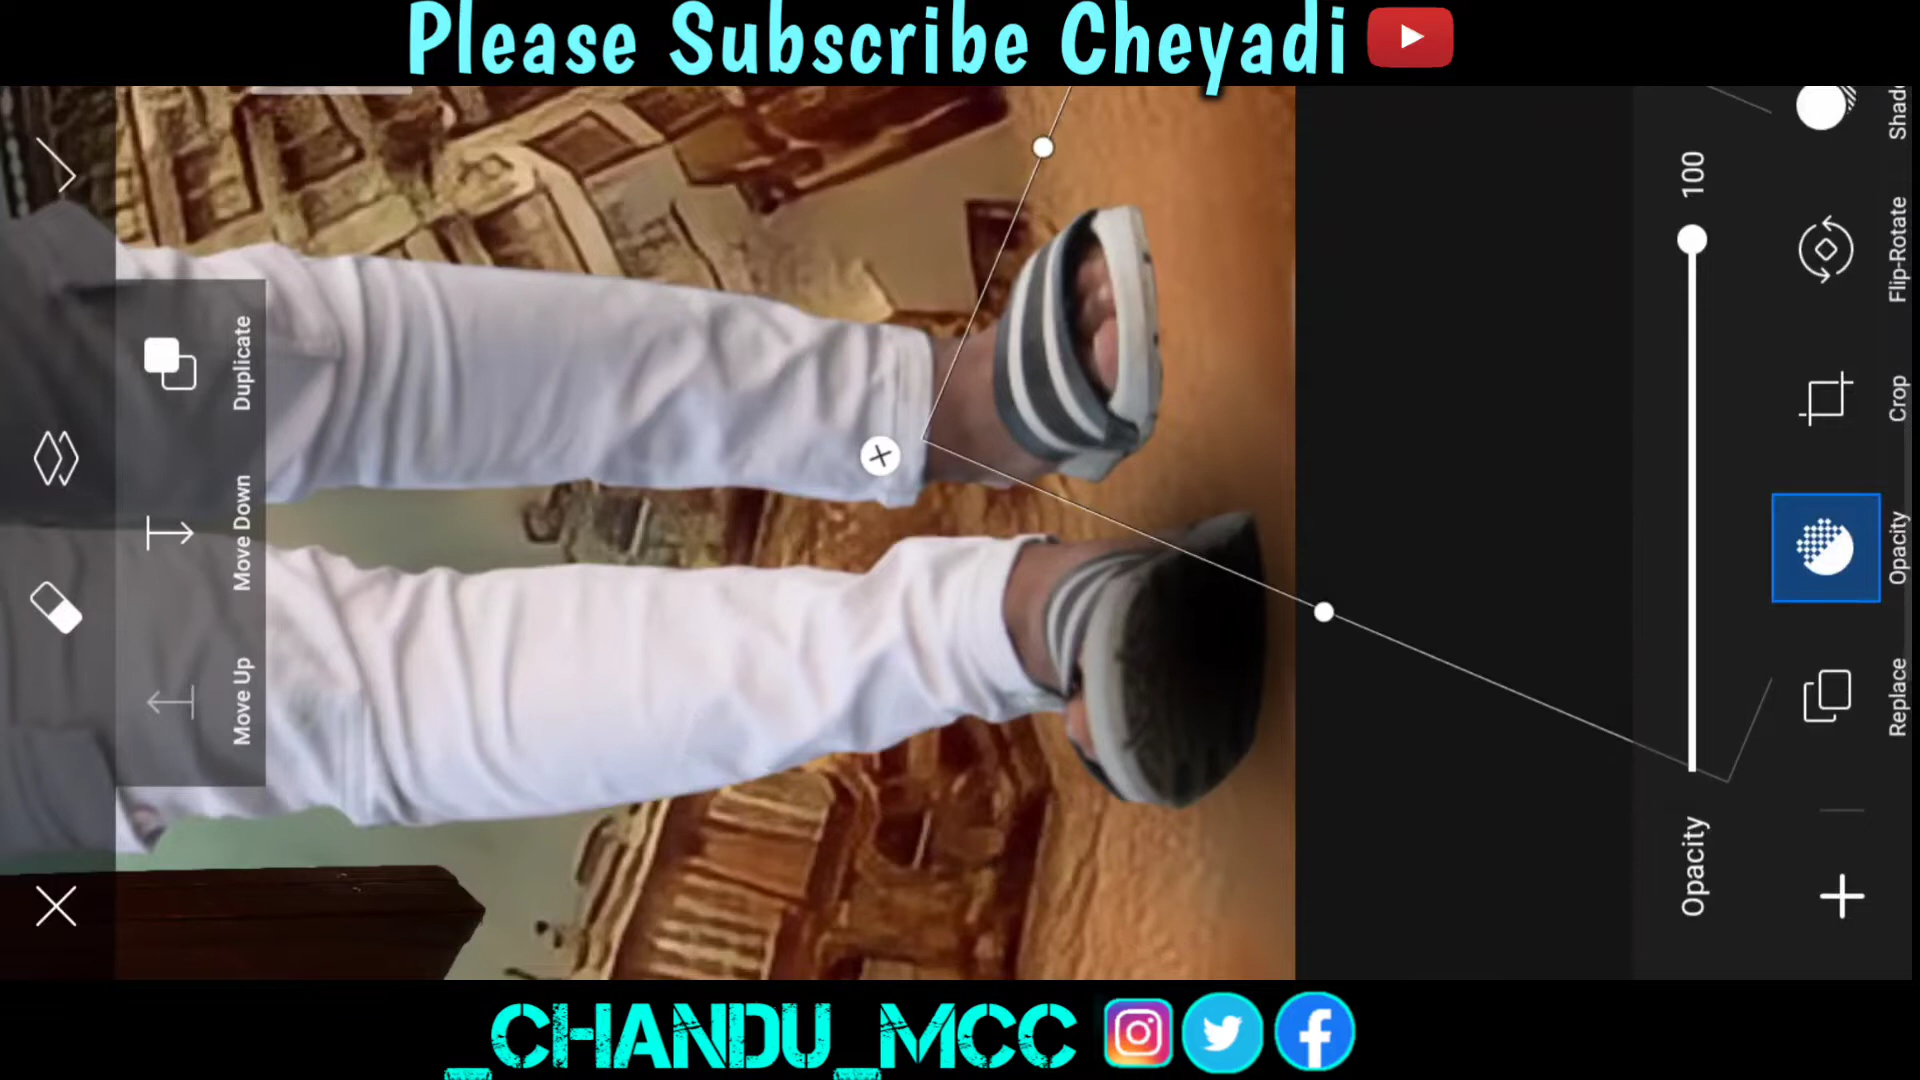 Please Subscribe Cheyadi
Duplicate
Move Down
Move Up
100
Opacity
Shad
Flip-Rotate
Crop
Opacity
Replace
_CHANDU_MCC